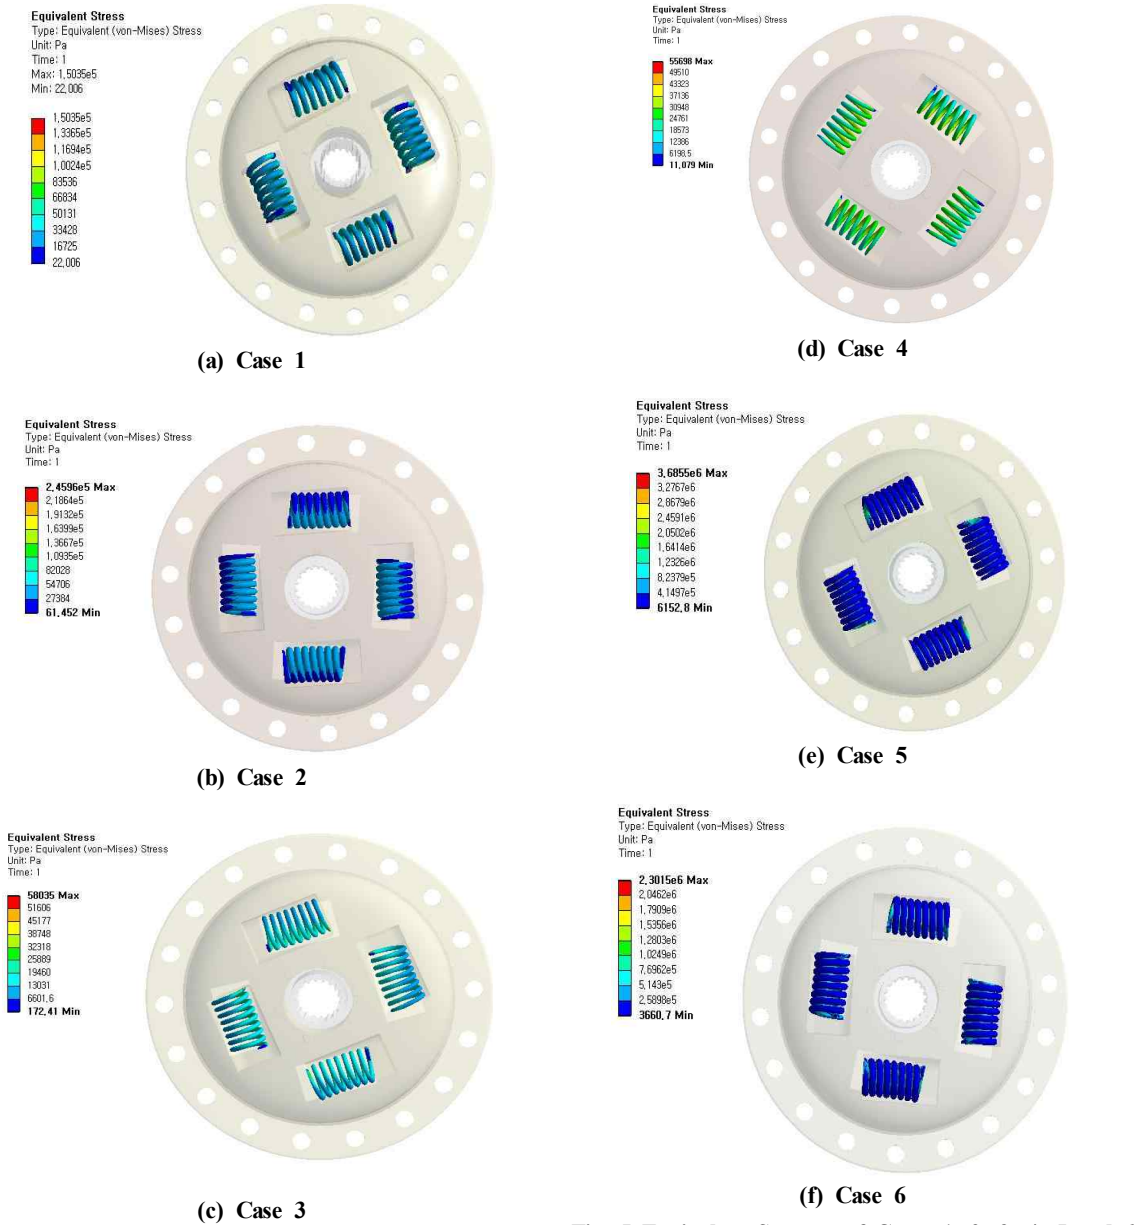 Equivalent Stress
Type: Equivalent (von-Mises) Stress
Unit: Pa
Time: 1
Max: 1,5035e5
Min: 22,006
1,5035e5
1,3365e5
1,1694e5
1,0024e5
83536
66834
50131
33428
16725
22,006
(a) Case 1
Equivalent Stress
Type: Equivalent (von-Mises) Stress
Unit: Pa
Time: 1
2,4596e5 Max
2,1864e5
1,9132e5
1,6399e5
1,3667e5
1,0935e5
82028
54706
27384
61,452 Min
(b) Case 2
Equivalent Stress
Type: Equivalent (von-Mises) Stress
Unit: Pa
Time: 1
58035 Max
51606
45177
38748
32318
25889
19460
13031
6601,6
172,41 Min
(c) Case 3
Equivalent Stress
Type: Equivalent (von-Mises) Stress
Unit: Pa
Time: 1
55698 Max
49510
43323
37136
30948
24761
18573
12386
6198,5
11,079 Min
(d) Case 4
Equivalent Stress
Type: Equivalent (von-Mises) Stress
Unit: Pa
Time: 1
3,6855e6 Max
3,2767e6
2,8679e6
2,4591e6
2,0502e6
1,6414e6
1,2326e6
8,2379e5
4,1497e5
6152,8 Min
(e) Case 5
Equivalent Stress
Type: Equivalent (von-Mises) Stress
Unit: Pa
Time: 1
2,3015e6 Max
2,0462e6
1,7909e6
1,5356e6
1,2803e6
1,0249e6
7,6962e5
5,143e5
2,5898e5
3660,7 Min
(f) Case 6